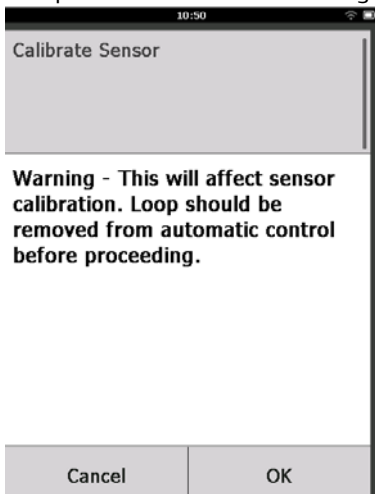 10:50
Calibrate Sensor
Warning - This will affect sensor
calibration. Loop should be
removed from automatic control
before proceeding.
Cancel
OK